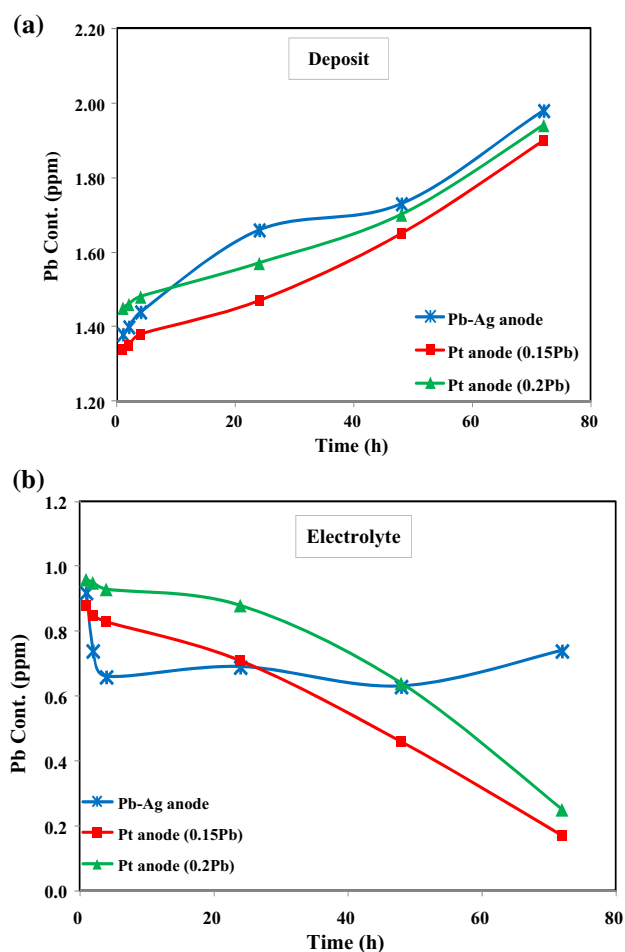 (a)
2.20
2.00
1.80
1.60
1.40
1.20
Pb Cont. (ppm)
Deposit
Pb-Ag anode
Pt anode (0.15Pb)
Pt anode (0.2Pb)
0 20 40 60 80
Time (h)
(b)
1.2
1.0
0.8
0.6
0.4
0.2
0.0
Pb Cont. (ppm)
Electrolyte
Pb-Ag anode
Pt anode (0.15Pb)
Pt anode (0.2Pb)
0 20 40 60 80
Time (h)